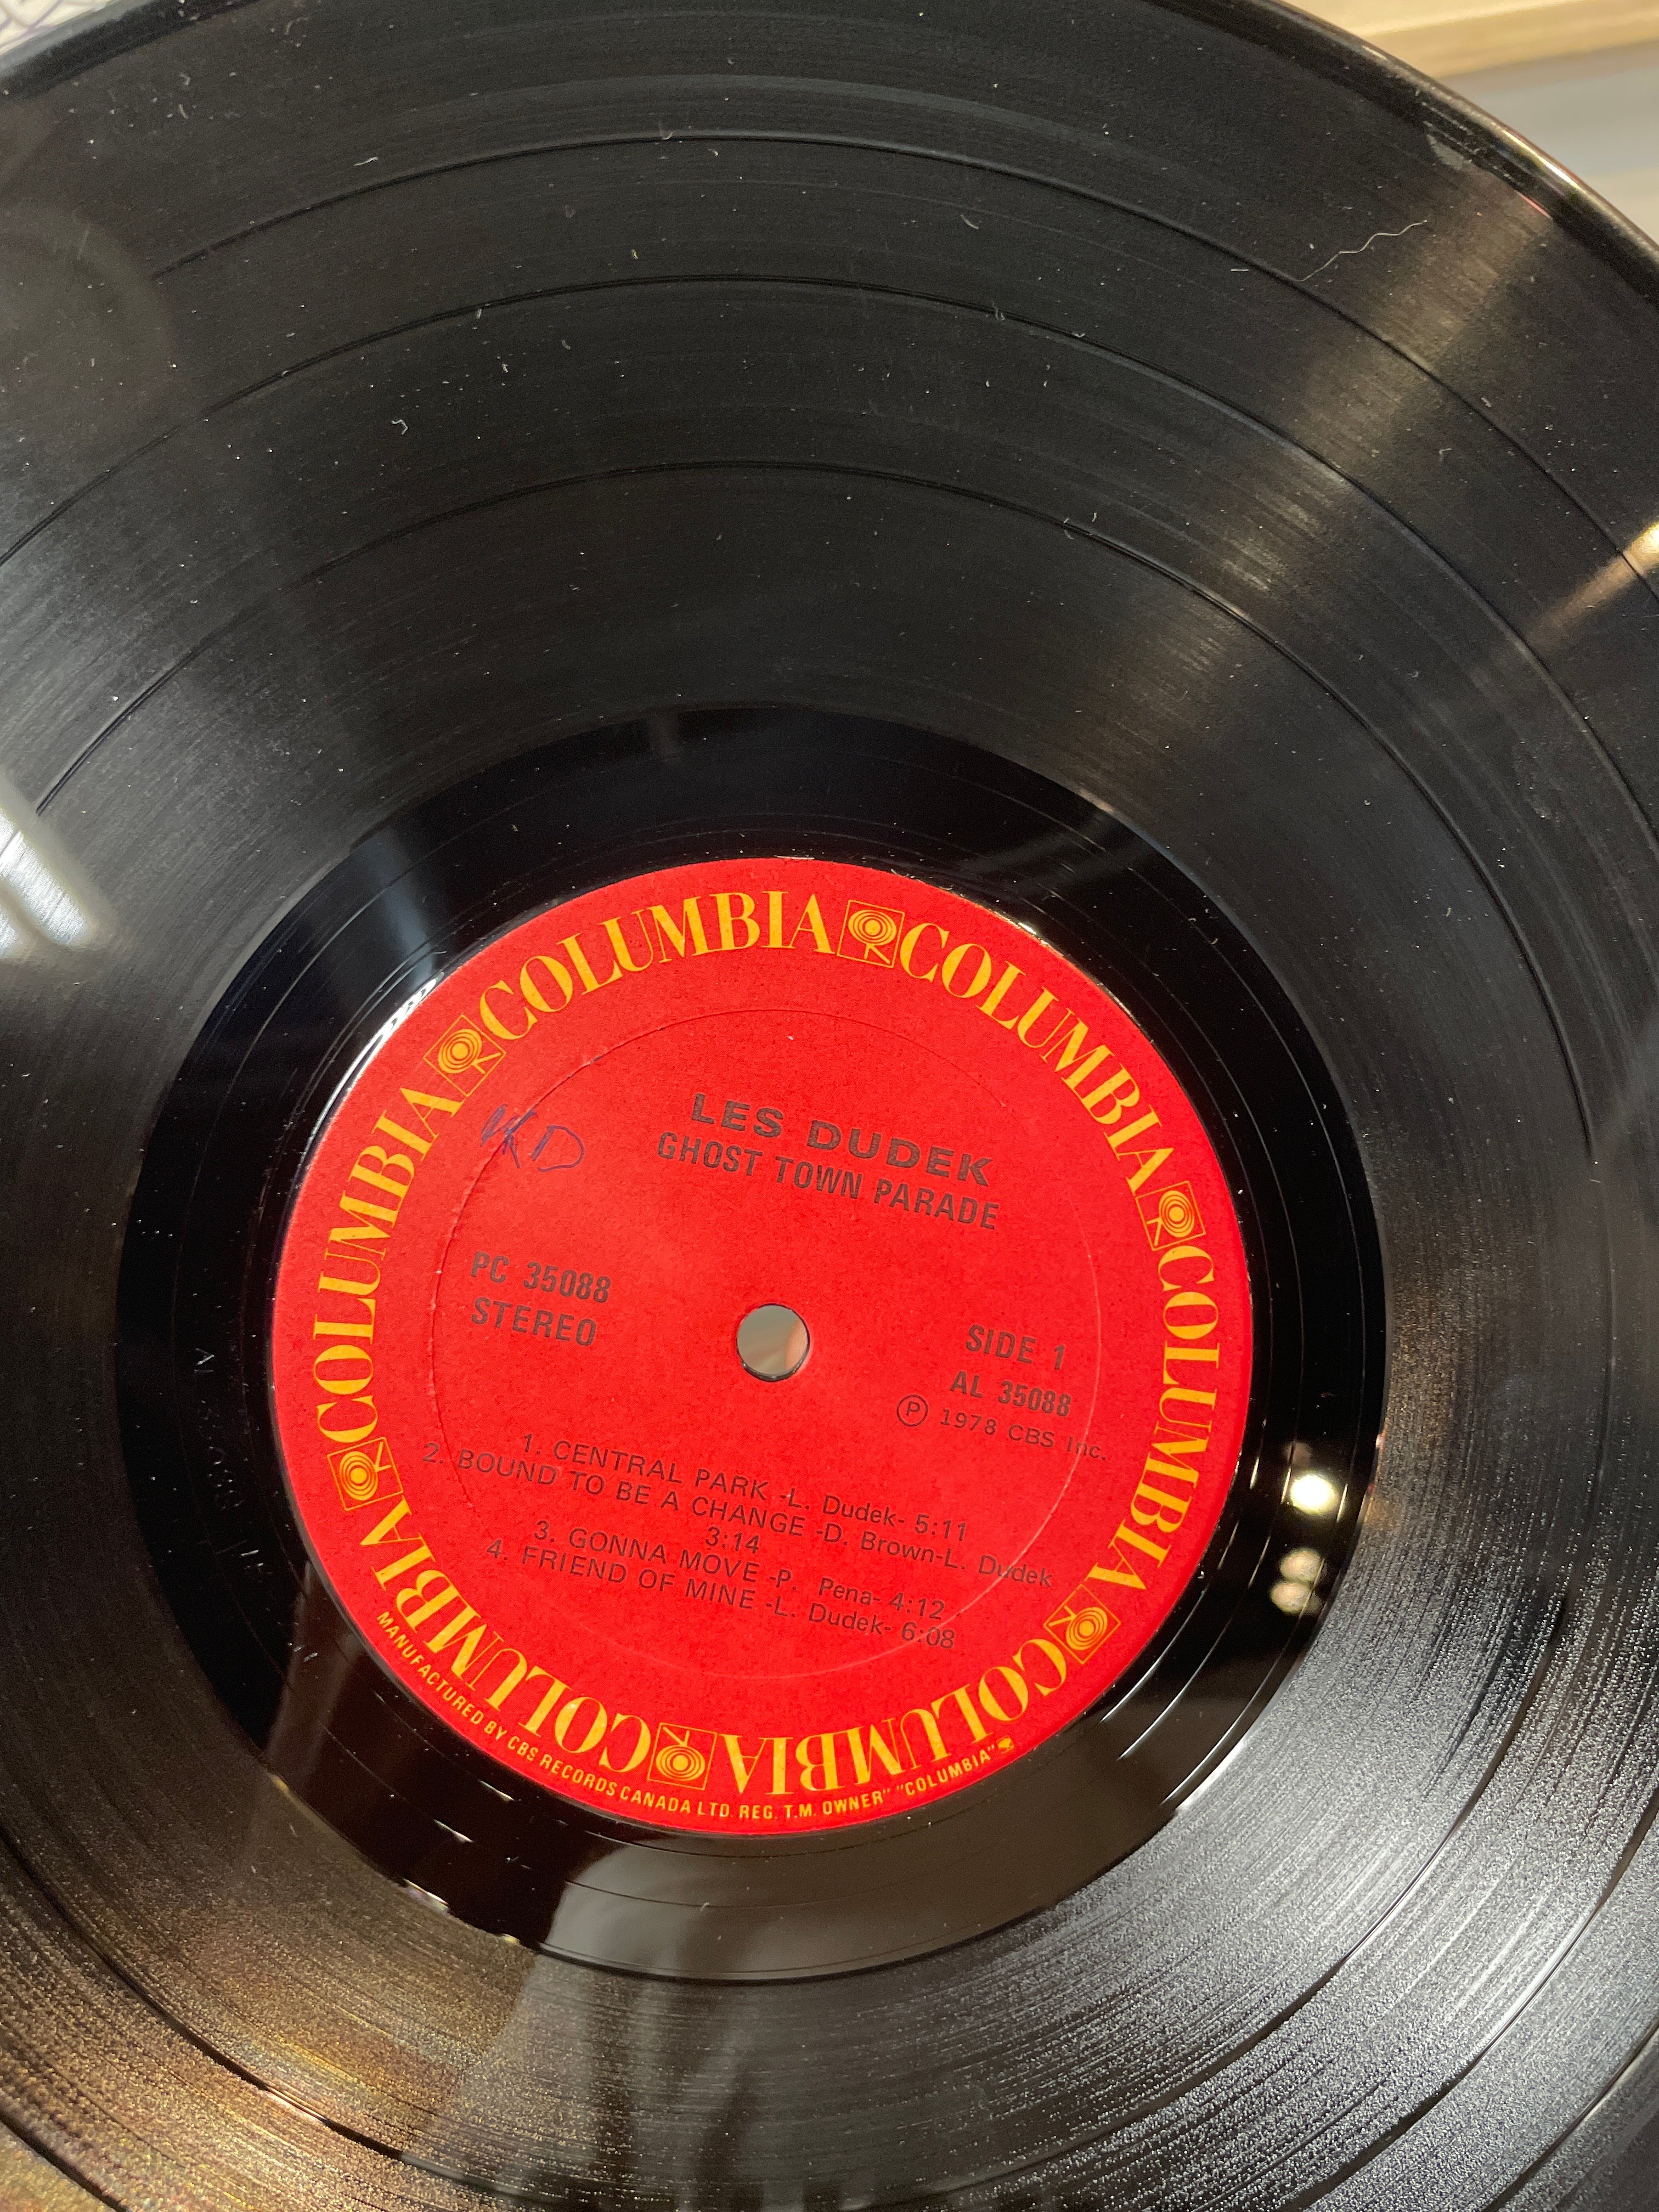 COLUMBIA COLUMBIA COLUMBIA COLUMBIA COLUMBIA COLUMBIA
LES DUDEK
GHOST TOWN PARADE
PC 35088
STEREO
SIDE 1
AL 35088
Ⓟ 1978 CBS Inc.
1. CENTRAL PARK -L. Dudek- 5:11
2. BOUND TO BE A CHANGE -D. Brown-L. Dudek
3:14
3. GONNA MOVE -P. Pena- 4:12
4. FRIEND OF MINE -L. Dudek- 6:08
MANUFACTURED BY CBS RECORDS CANADA LTD. REG. T.M. OWNER" "COLUMBIA"